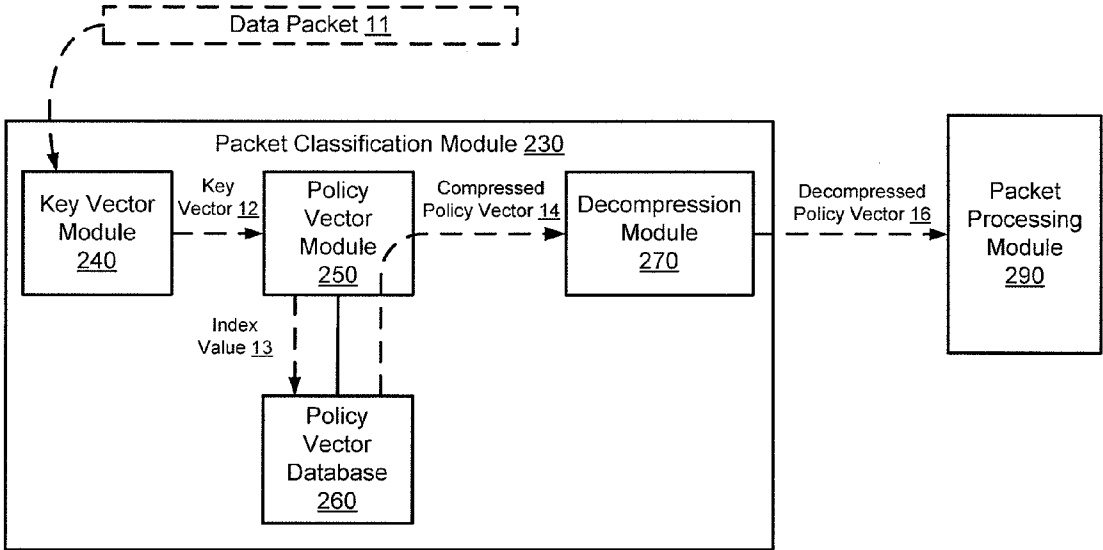 Data Packet 11
Packet Classification Module 230
Key Vector
Module
240
Key
Vector 12
Policy
Vector
Module
250
Compressed
Policy Vector 14
Decompression
Module
270
Decompressed
Policy Vector 16
Packet
Processing
Module
290
Index
Value 13
Policy
Vector
Database
260